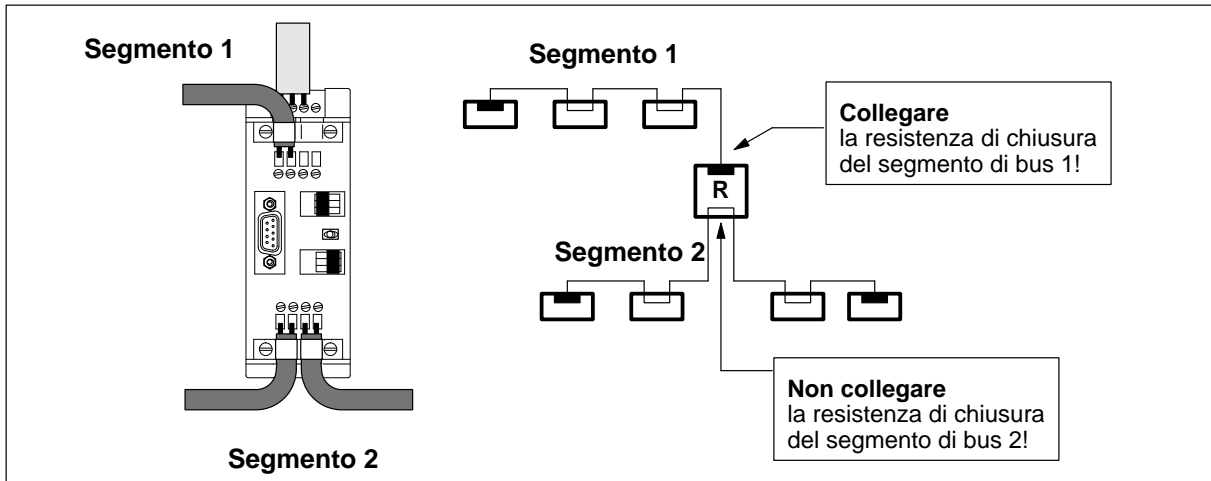 Segmento 1
Segmento 1
Collegare
la resistenza di chiusura
del segmento di bus 1!
R
Segmento 2
Non collegare
la resistenza di chiusura
del segmento di bus 2!
Segmento 2